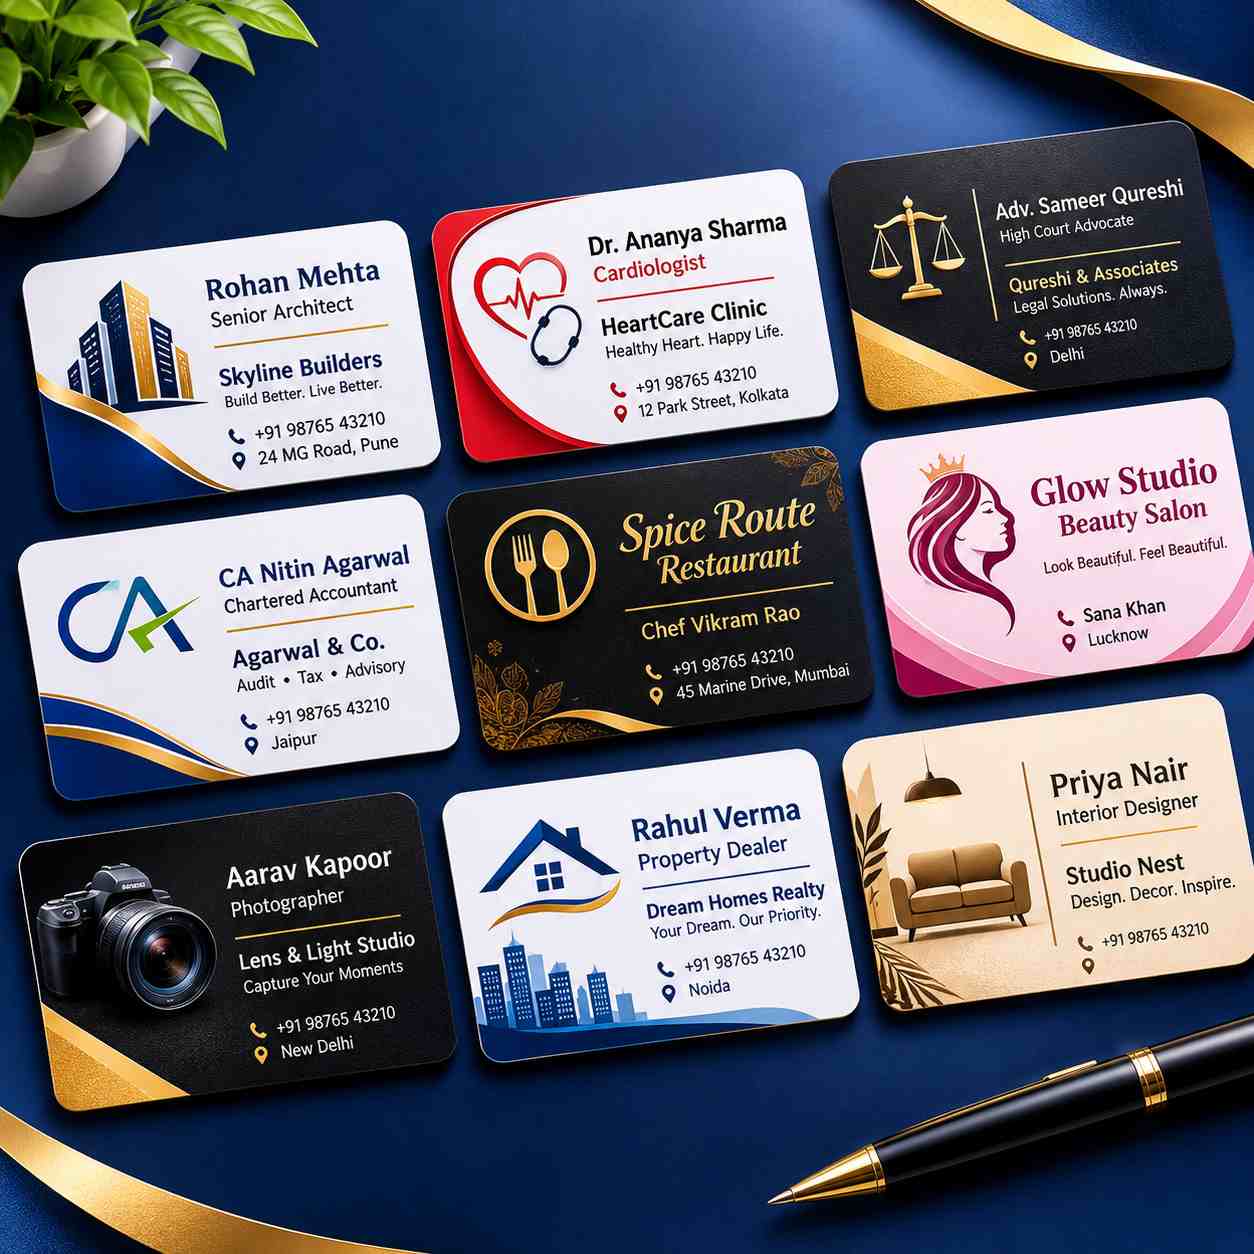 Rohan Mehta
Senior Architect
Skyline Builders
Build Better. Live Better.
+91 98765 43210
24 MG Road, Pune
Dr. Ananya Sharma
Cardiologist
HeartCare Clinic
Healthy Heart. Happy Life.
+91 98765 43210
12 Park Street, Kolkata
Adv. Sameer Qureshi
High Court Advocate
Qureshi & Associates
Legal Solutions. Always.
+91 98765 43210
Delhi
CA
CA Nitin Agarwal
Chartered Accountant
Agarwal & Co.
Audit • Tax • Advisory
+91 98765 43210
Jaipur
Spice Route
Restaurant
Chef Vikram Rao
+91 98765 43210
45 Marine Drive, Mumbai
Glow Studio
Beauty Salon
Look Beautiful. Feel Beautiful.
Sana Khan
Lucknow
Aarav Kapoor
Photographer
Lens & Light Studio
Capture Your Moments
+91 98765 43210
New Delhi
Rahul Verma
Property Dealer
Dream Homes Realty
Your Dream. Our Priority.
+91 98765 43210
Noida
Priya Nair
Interior Designer
Studio Nest
Design. Decor. Inspire.
+91 98765 43210